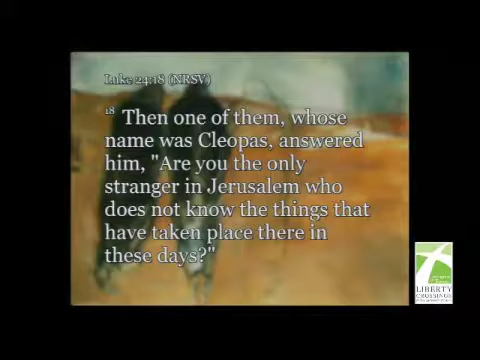 Luke 24:18 (NRSV)
18 Then one of them, whose
name was Cleopas, answered
him, "Are you the only
stranger in Jerusalem who
does not know the things that
have taken place there in
these days?"
LIBERTY
CROSSINGS